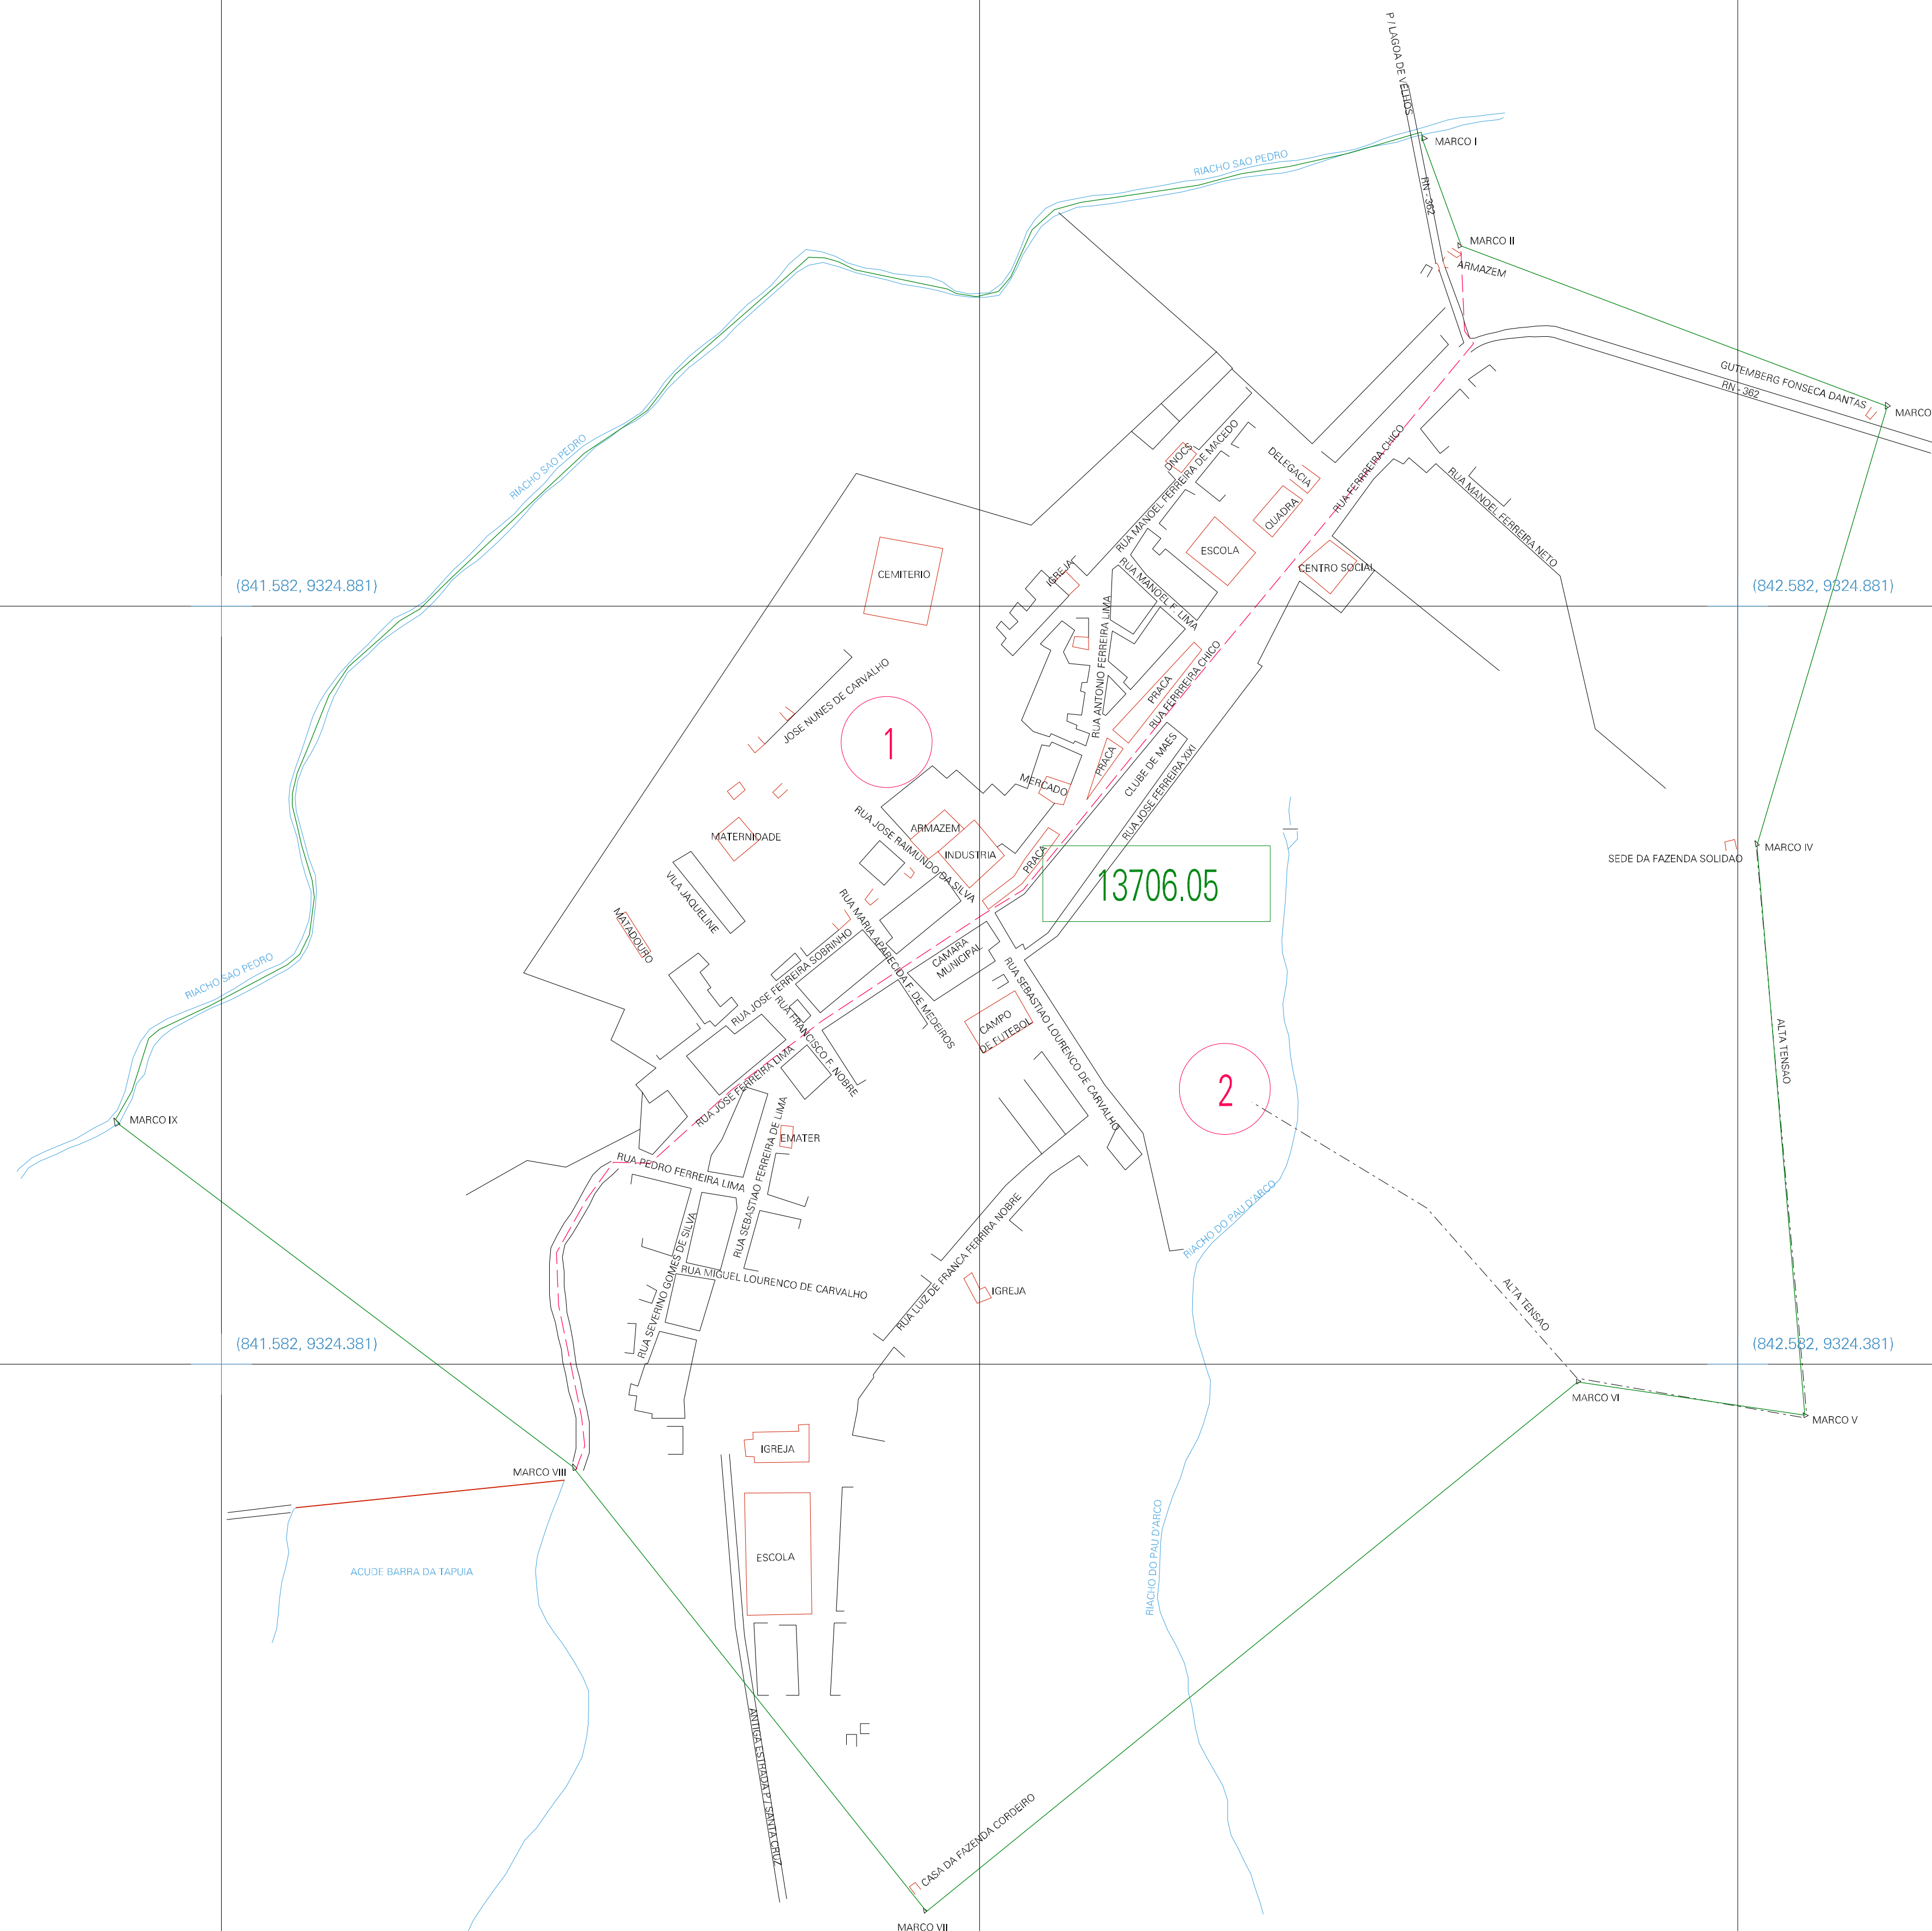 P / LAGOA DE VELHOS
MARCO I
RIACHO SAO PEDRO
RN - 362
MARCO II
ARMAZEM
GUTEMBERG FONSECA DANTAS
RN - 362
MARCO
RUA FERRREIRA CHICO
RUA MANOEL FERREIRA DE MACEDO
DNOCS
DELEGACIA
QUADRA
RIACHO SAO PEDRO
RUA MANOEL FERREIRA NETO
ESCOLA
CENTRO SOCIAL
CEMITERIO
IGREJA
RUA MANOEL F. LIMA
(841.582, 9324.881)
(842.582, 9324.881)
RUA ANTONIO FERREIRA LIMA
JOSE NUNES DE CARVALHO
PRACA
RUA FERRREIRA CHICO
1
PRACA
CLUBE DE MAES
RUA JOSE FERREIRA XIXI
MERCADO
ARMAZEM
RUA JOSE RAIMUNDO DA SILVA
MATERNIDADE
INDUSTRIA
PRACA
SEDE DA FAZENDA SOLIDAO
MARCO IV
13706.05
VILA JAQUELINE
MATADOURO
RUA MARIA APARECIDA F. DE MEDEIROS
CAMARA
MUNICIPAL
RIACHO SAO PEDRO
RUA JOSE FERREIRA SOBRINHO
RUA SEBASTIAO LOURENCO DE CARVALHO
RUA FRANCISCO F. NOBRE
CAMPO
DE FUTEBOL
ALTA TENSAO
RUA JOSE FERREIRA LIMA
2
MARCO IX
EMATER
RUA SEBASTIAO FERREIRA DE LIMA
RUA PEDRO FERREIRA LIMA
RIACHO DO PAU D'ARCO
RUA LUIZ DE FRANCA FERRIRA NOBRE
RUA SEVERINO GOMES DE SILVA
RUA MIGUEL LOURENCO DE CARVALHO
IGREJA
ALTA TENSAO
(841.582, 9324.381)
(842.582, 9324.381)
MARCO VI
MARCO V
IGREJA
MARCO VIII
ESCOLA
RIACHO DO PAU D'ARCO
ACUDE BARRA DA TAPUIA
ANTIGA ESTRADA P / SANTA CRUZ
CASA DA FAZENDA CORDEIRO
MARCO VII